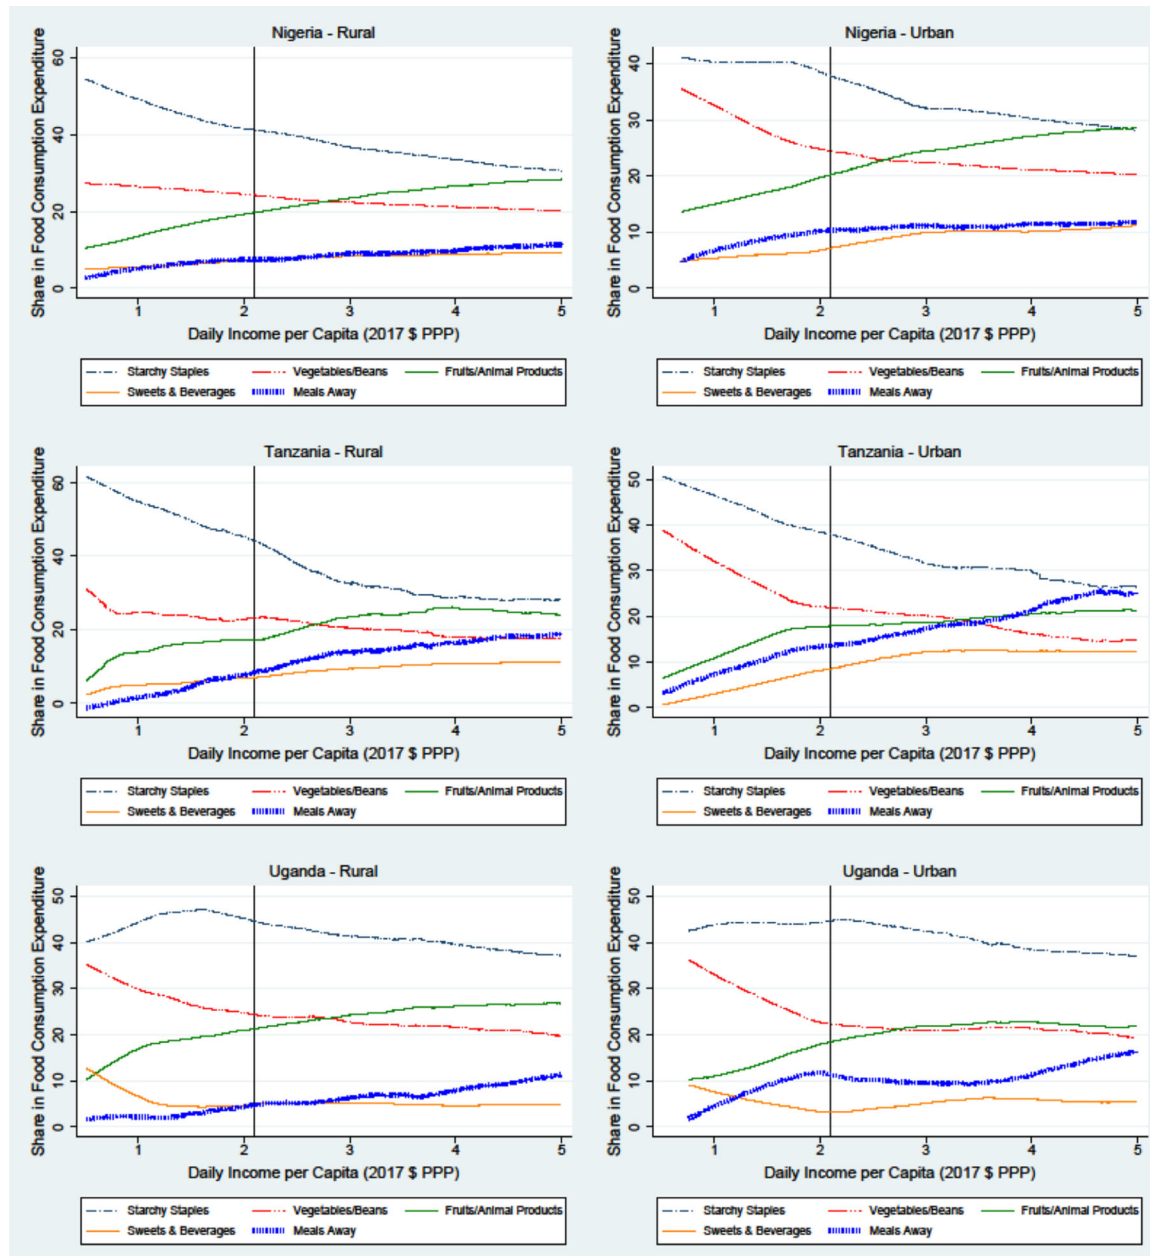 Nigeria - Rural
Share in Food Consumption Expenditure
60
40
20
0
1 2 3 4 5
Daily Income per Capita (2017 $ PPP)
Starchy Staples Vegetables/Beans Fruits/Animal Products
Sweets & Beverages Meals Away
Nigeria - Urban
Share in Food Consumption Expenditure
40
30
20
10
0
1 2 3 4 5
Daily Income per Capita (2017 $ PPP)
Starchy Staples Vegetables/Beans Fruits/Animal Products
Sweets & Beverages Meals Away
Tanzania - Rural
Share in Food Consumption Expenditure
60
40
20
0
1 2 3 4 5
Daily Income per Capita (2017 $ PPP)
Starchy Staples Vegetables/Beans Fruits/Animal Products
Sweets & Beverages Meals Away
Tanzania - Urban
Share in Food Consumption Expenditure
50
40
30
20
10
0
1 2 3 4 5
Daily Income per Capita (2017 $ PPP)
Starchy Staples Vegetables/Beans Fruits/Animal Products
Sweets & Beverages Meals Away
Uganda - Rural
Share in Food Consumption Expenditure
50
40
30
20
10
0
1 2 3 4 5
Daily Income per Capita (2017 $ PPP)
Starchy Staples Vegetables/Beans Fruits/Animal Products
Sweets & Beverages Meals Away
Uganda - Urban
Share in Food Consumption Expenditure
50
40
30
20
10
0
1 2 3 4 5
Daily Income per Capita (2017 $ PPP)
Starchy Staples Vegetables/Beans Fruits/Animal Products
Sweets & Beverages Meals Away